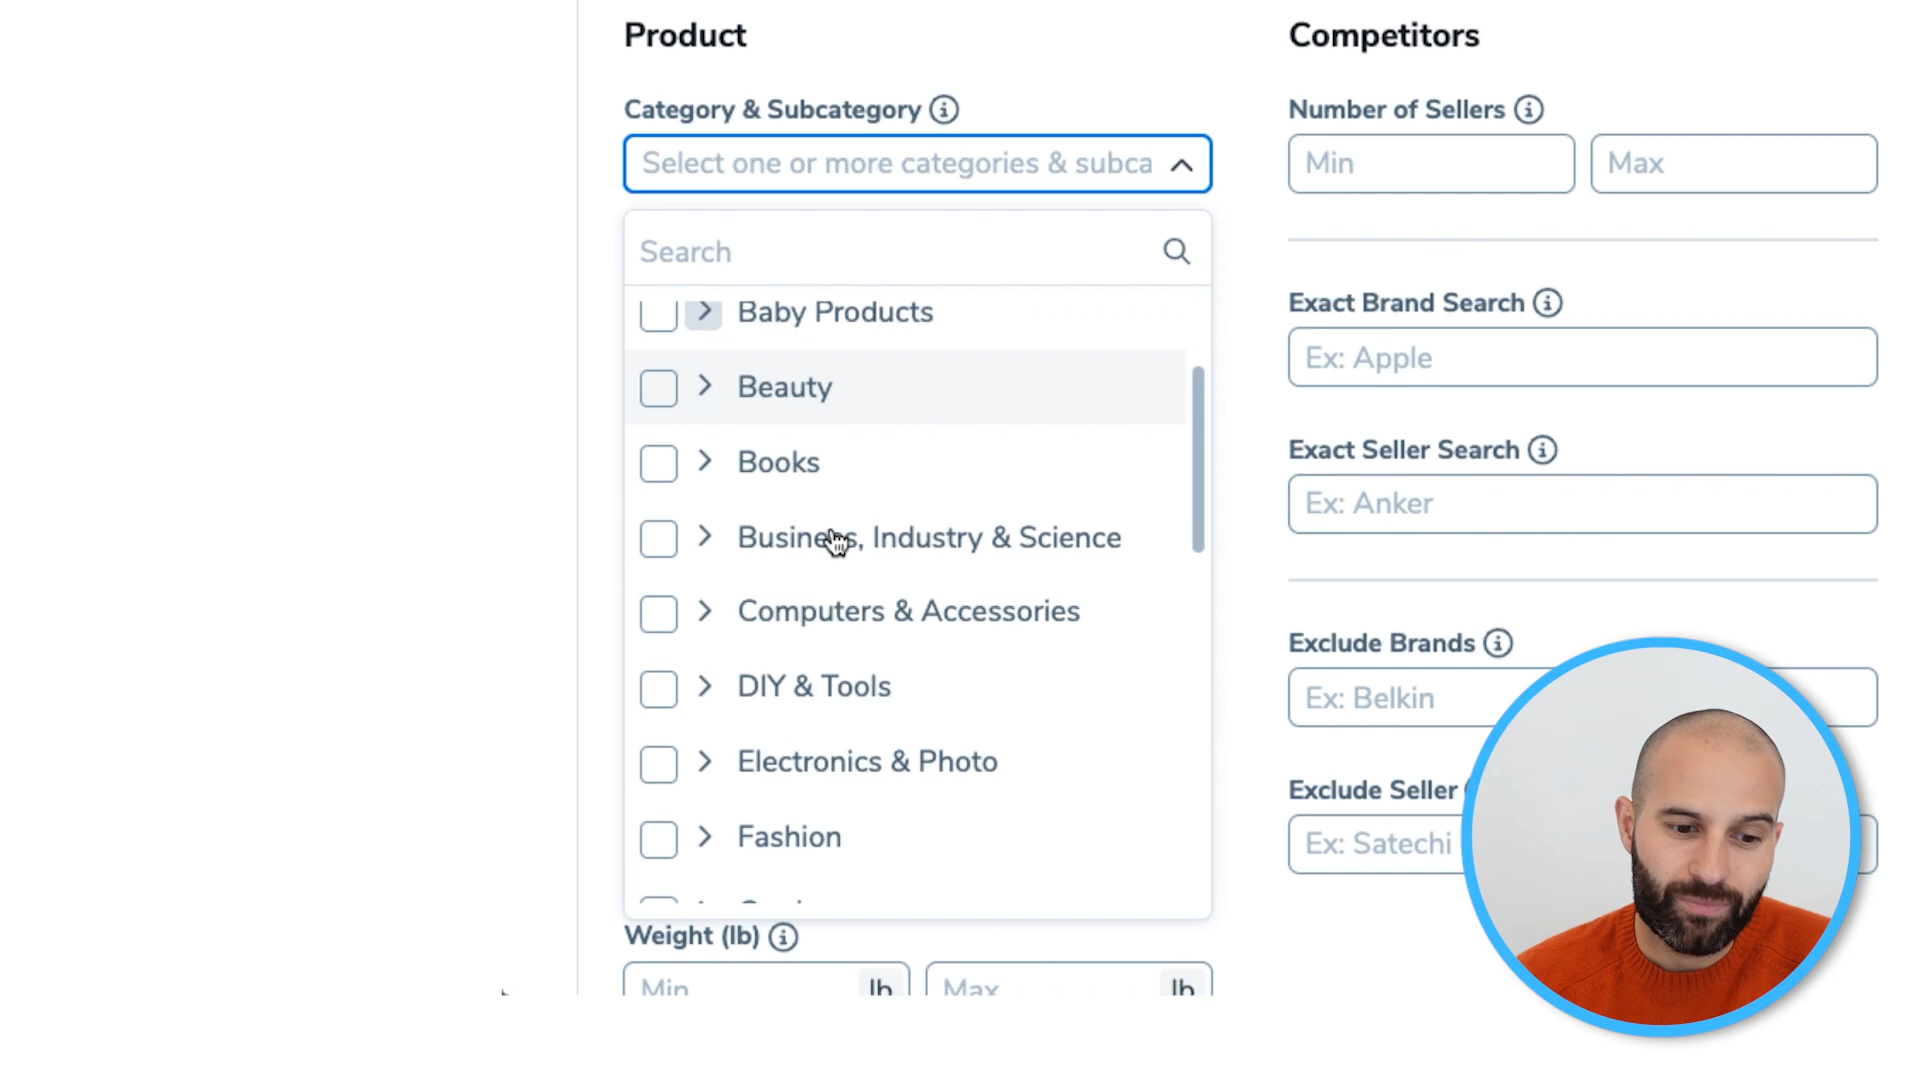 Product
Category & Subcategory
Select one or more categories & subca
Search
Baby Products
Beauty
Books
Business, Industry & Science
Computers & Accessories
DIY & Tools
Electronics & Photo
Fashion
Weight (lb)
Min lb Max lb
Competitors
Number of Sellers
Min Max
Exact Brand Search
Ex: Apple
Exact Seller Search
Ex: Anker
Exclude Brands
Ex: Belkin
Exclude Seller
Ex: Satechi